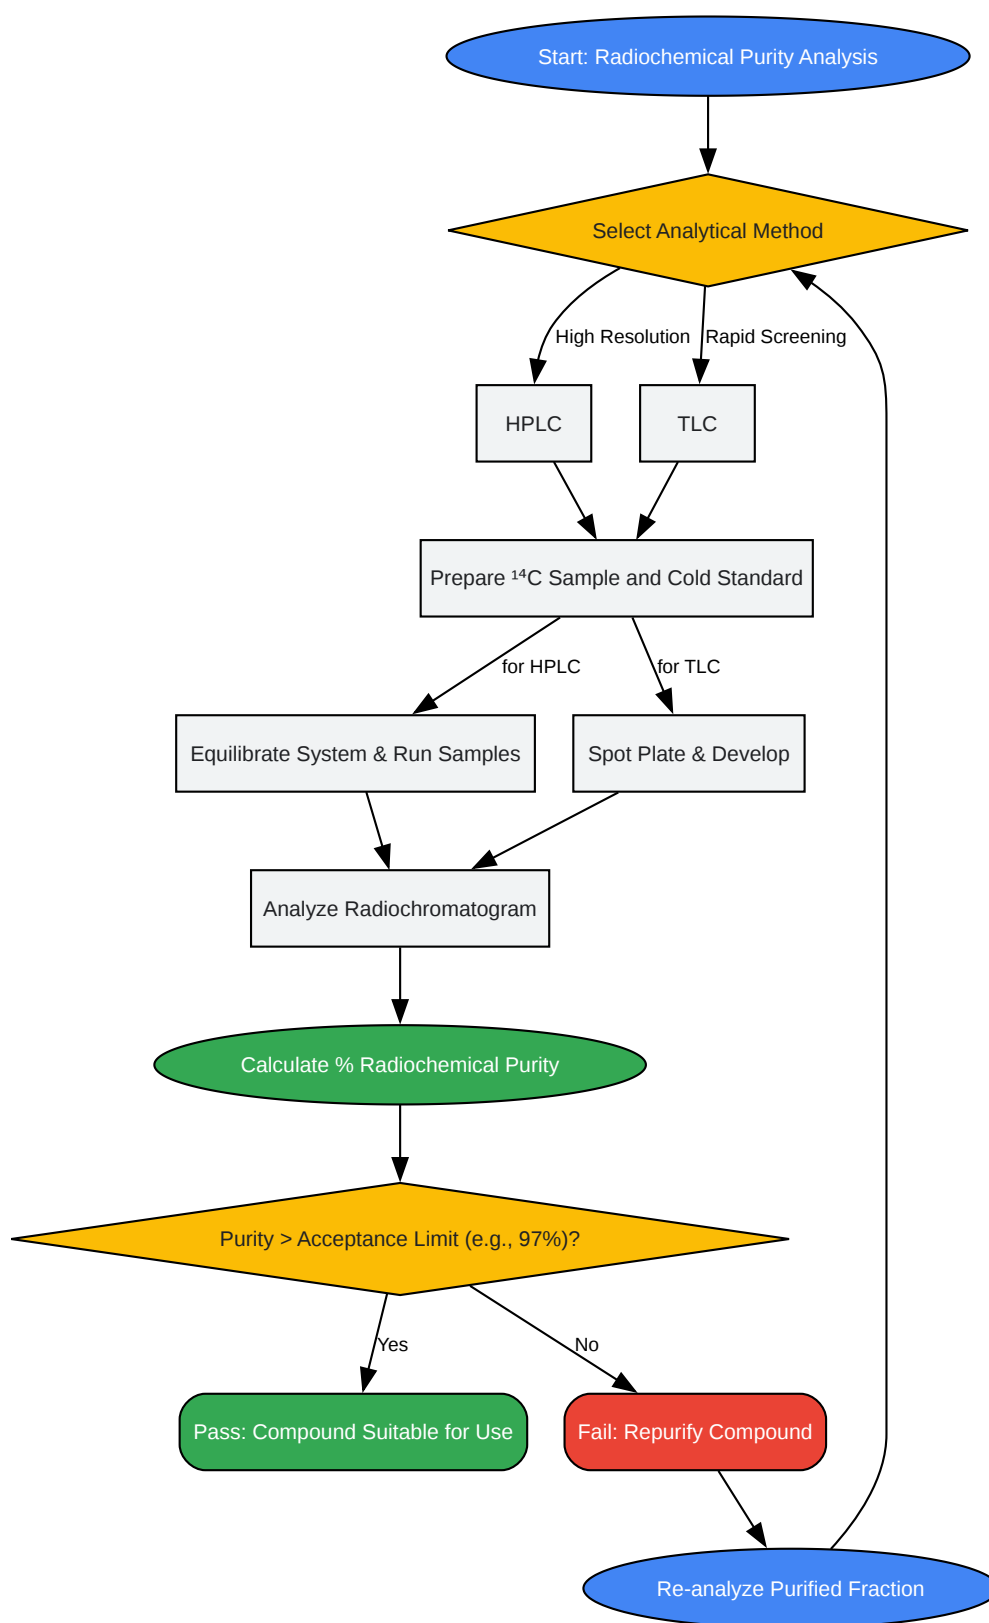 Start: Radiochemical Purity Analysis
Select Analytical Method
High Resolution
Rapid Screening
HPLC
TLC
Prepare ¹⁴C Sample and Cold Standard
for HPLC
for TLC
Equilibrate System & Run Samples
Spot Plate & Develop
Analyze Radiochromatogram
Calculate % Radiochemical Purity
Purity > Acceptance Limit (e.g., 97%)?
Yes
No
Pass: Compound Suitable for Use
Fail: Repurify Compound
Re-analyze Purified Fraction